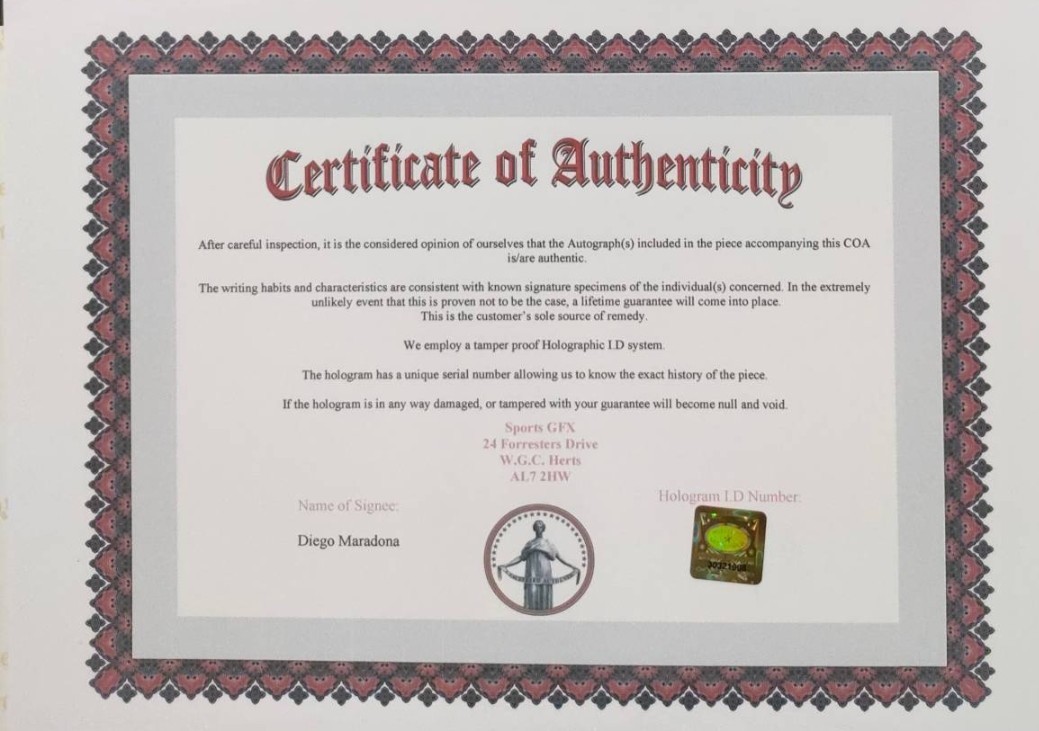 Certificate of Authenticity
After careful inspection, it is the considered opinion of ourselves that the Autograph(s) included in the piece accompanying this COA
is/are authentic.
The writing habits and characteristics are consistent with known signature specimens of the individual(s) concerned. In the extremely
unlikely event that this is proven not to be the case, a lifetime guarantee will come into place.
This is the customer's sole source of remedy.
We employ a tamper proof Holographic I.D system.
The hologram has a unique serial number allowing us to know the exact history of the piece.
If the hologram is in any way damaged, or tampered with your guarantee will become null and void.
Sports GFX
24 Forresters Drive
W.G.C. Herts
AL7 2HW
Name of Signee:
Hologram I.D Number:
Diego Maradona